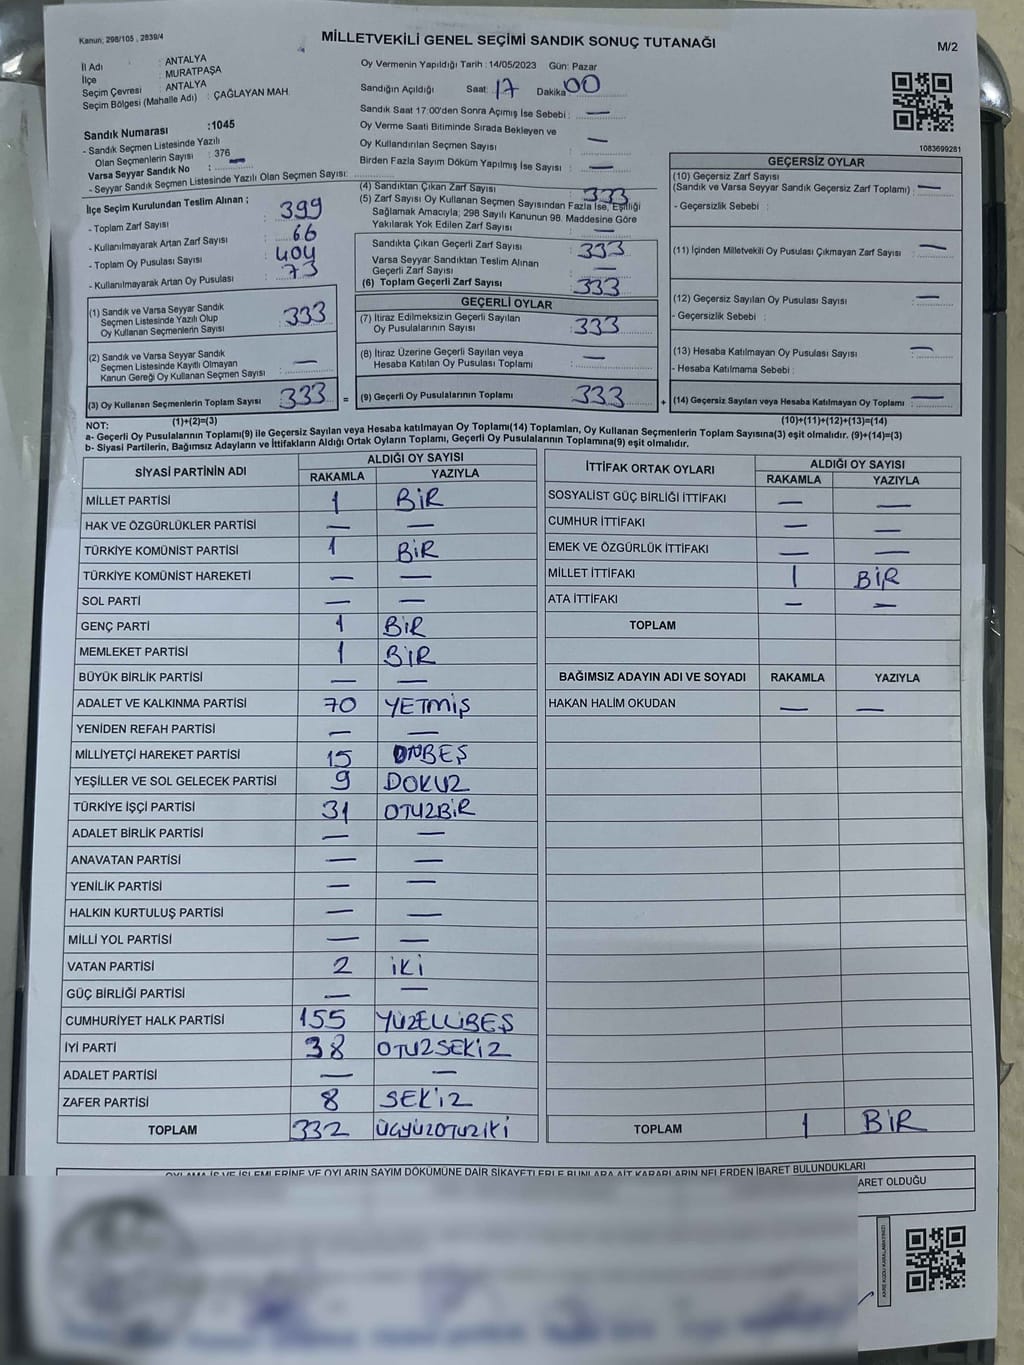 Kanun; 298/105 , 2839/4
MİLLETVEKİLİ GENEL SEÇİMİ SANDIK SONUÇ TUTANAĞI
M/2
İl Adı : ANTALYA
İlçe : MURATPAŞA
Seçim Çevresi : ANTALYA
Seçim Bölgesi (Mahalle Adı) : ÇAĞLAYAN MAH.
Sandık Numarası :1045
- Sandık Seçmen Listesinde Yazılı
Olan Seçmenlerin Sayısı : 376
Varsa Seyyar Sandık No : —
- Seyyar Sandık Seçmen Listesinde Yazılı Olan Seçmen Sayısı:
Oy Vermenin Yapıldığı Tarih : 14/05/2023 Gün: Pazar
Sandığın Açıldığı Saat: 17 Dakika 00
Sandık Saat 17:00'den Sonra Açımış İse Sebebi : —
Oy Verme Saati Bitiminde Sırada Bekleyen ve
Oy Kullandırılan Seçmen Sayısı : —
Birden Fazla Sayım Döküm Yapılmış İse Sayısı : —
1083699281
İlçe Seçim Kurulundan Teslim Alınan ;
- Toplam Zarf Sayısı : 399
- Kullanılmayarak Artan Zarf Sayısı : 66
- Toplam Oy Pusulası Sayısı : 404
- Kullanılmayarak Artan Oy Pusulası : 73
(1) Sandık ve Varsa Seyyar Sandık
Seçmen Listesinde Yazılı Olup
Oy Kullanan Seçmenlerin Sayısı : 333
(2) Sandık ve Varsa Seyyar Sandık
Seçmen Listesinde Kayıtlı Olmayan
Kanun Gereği Oy Kullanan Seçmen Sayısı : —
(3) Oy Kullanan Seçmenlerin Toplam Sayısı : 333 =
(4) Sandıktan Çıkan Zarf Sayısı : 333
(5) Zarf Sayısı Oy Kullanan Seçmen Sayısından Fazla İse, Eşitliği
Sağlamak Amacıyla; 298 Sayılı Kanunun 98. Maddesine Göre
Yakılarak Yok Edilen Zarf Sayısı : —
Sandıkta Çıkan Geçerli Zarf Sayısı : 333
Varsa Seyyar Sandıktan Teslim Alınan
Geçerli Zarf Sayısı : —
(6) Toplam Geçerli Zarf Sayısı : 333
GEÇERLİ OYLAR
(7) İtiraz Edilmeksizin Geçerli Sayılan
Oy Pusulalarının Sayısı : 333
(8) İtiraz Üzerine Geçerli Sayılan veya
Hesaba Katılan Oy Pusulası Toplamı : —
(9) Geçerli Oy Pusulalarının Toplamı : 333 +
GEÇERSİZ OYLAR
(10) Geçersiz Zarf Sayısı
(Sandık ve Varsa Seyyar Sandık Geçersiz Zarf Toplamı) : —
- Geçersizlik Sebebi :
(11) İçinden Milletvekili Oy Pusulası Çıkmayan Zarf Sayısı : —
(12) Geçersiz Sayılan Oy Pusulası Sayısı : —
- Geçersizlik Sebebi :
(13) Hesaba Katılmayan Oy Pusulası Sayısı : —
- Hesaba Katılmama Sebebi :
(14) Geçersiz Sayılan veya Hesaba Katılmayan Oy Toplamı : —
NOT: (1)+(2)=(3) (10)+(11)+(12)+(13)=(14)
a- Geçerli Oy Pusulalarının Toplamı(9) ile Geçersiz Sayılan veya Hesaba katılmayan Oy Toplamı(14) Toplamları, Oy Kullanan Seçmenlerin Toplam Sayısına(3) eşit olmalıdır. (9)+(14)=(3)
b- Siyasi Partilerin, Bağımsız Adayların ve İttifakların Aldığı Ortak Oyların Toplamı, Geçerli Oy Pusulalarının Toplamına(9) eşit olmalıdır.
SİYASİ PARTİNİN ADI ALDIĞI OY SAYISI
RAKAMLA YAZIYLA
MİLLET PARTİSİ 1 BİR
HAK VE ÖZGÜRLÜKLER PARTİSİ — —
TÜRKİYE KOMÜNİST PARTİSİ 1 BİR
TÜRKİYE KOMÜNİST HAREKETİ — —
SOL PARTİ — —
GENÇ PARTİ 1 BİR
MEMLEKET PARTİSİ 1 BİR
BÜYÜK BİRLİK PARTİSİ — —
ADALET VE KALKINMA PARTİSİ 70 YETMİŞ
YENİDEN REFAH PARTİSİ — —
MİLLİYETÇİ HAREKET PARTİSİ 15 ONBEŞ
YEŞİLLER VE SOL GELECEK PARTİSİ 9 DOKUZ
TÜRKİYE İŞÇİ PARTİSİ 31 OTUZBİR
ADALET BİRLİK PARTİSİ — —
ANAVATAN PARTİSİ — —
YENİLİK PARTİSİ — —
HALKIN KURTULUŞ PARTİSİ — —
MİLLİ YOL PARTİSİ — —
VATAN PARTİSİ 2 İKİ
GÜÇ BİRLİĞİ PARTİSİ — —
CUMHURİYET HALK PARTİSİ 155 YÜZELLİBEŞ
İYİ PARTİ 38 OTUZSEKİZ
ADALET PARTİSİ — —
ZAFER PARTİSİ 8 SEKİZ
TOPLAM 332 ÜÇYÜZOTUZİKİ
İTTİFAK ORTAK OYLARI ALDIĞI OY SAYISI
RAKAMLA YAZIYLA
SOSYALİST GÜÇ BİRLİĞİ İTTİFAKI — —
CUMHUR İTTİFAKI — —
EMEK VE ÖZGÜRLÜK İTTİFAKI — —
MİLLET İTTİFAKI 1 BİR
ATA İTTİFAKI — —
TOPLAM
BAĞIMSIZ ADAYIN ADI VE SOYADI RAKAMLA YAZIYLA
HAKAN HALİM OKUDAN — —
TOPLAM 1 BİR
OYLAMA İŞ VE İŞLEMLERİNE VE OYLARIN SAYIM DÖKÜMÜNE DAİR ŞİKAYETLERLE BUNLARA AİT KARARLARIN NELERDEN İBARET BULUNDUKLARI
ARET OLDUĞU
KARE KODU KARALAMAYINIZ!